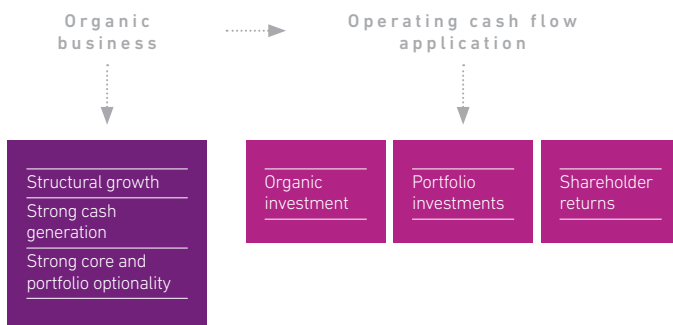 Organic
business
Operating cash flow
application
Structural growth
Strong cash
generation
Strong core and
portfolio optionality
Organic
investment
Portfolio
investments
Shareholder
returns